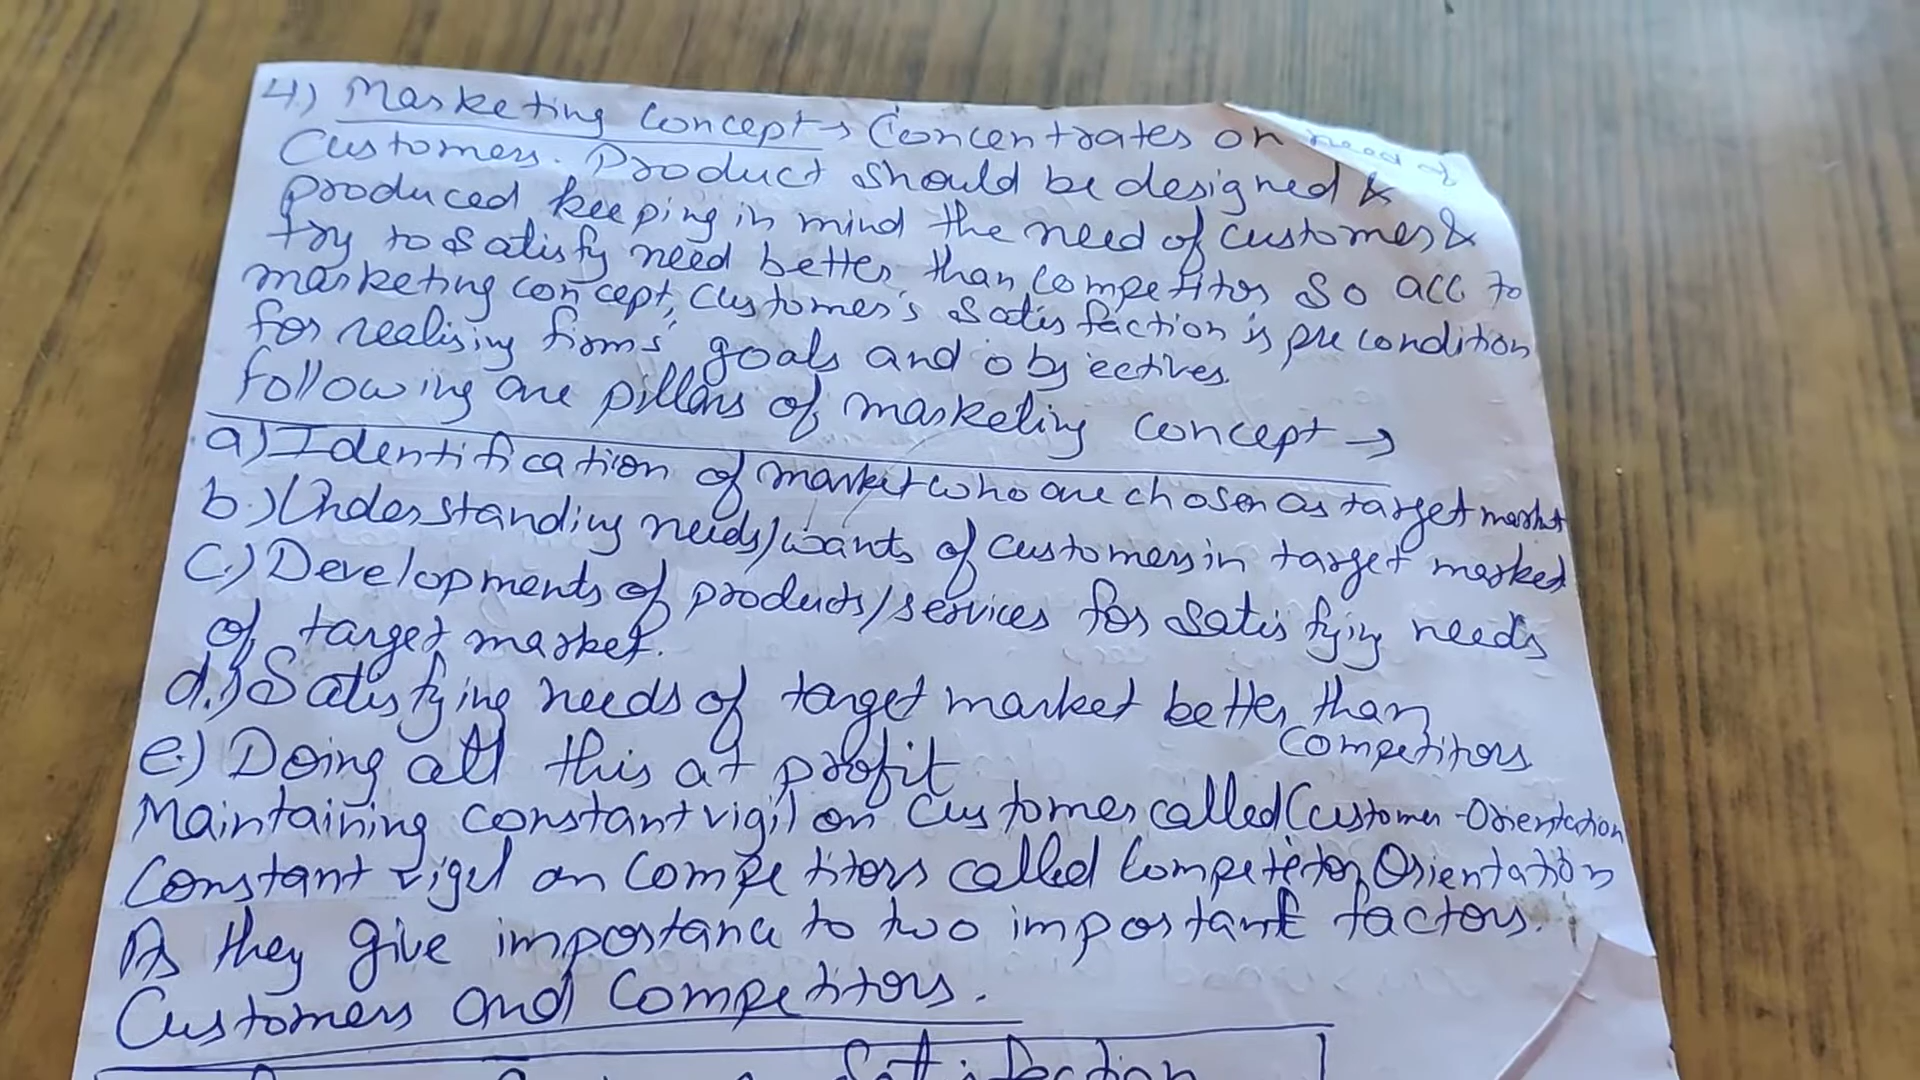 4.) Marketing Concept → Concentrates on need of
Customers. Product should be designed &
produced keeping in mind the need of customer &
try to satisfy need better than competitor so acc to
marketing concept, customer's satisfaction is pre condition
for realising firm's goals and objectives.
following are pillars of marketing concept →
a) Identification of market who are chosen as target market
b.) Understanding needs/wants of customers in target market
C.) Developments of products/services for satisfying needs
of target market.
d.) Satisfying needs of target market better than
competitors
e.) Doing all this at profit
Maintaining constant vigil on Customer called Customer-Orientation
Constant vigil on Competitors called Competitor Orientation
As they give importance to two important factors.
Customers and Competitors.
Satisfaction